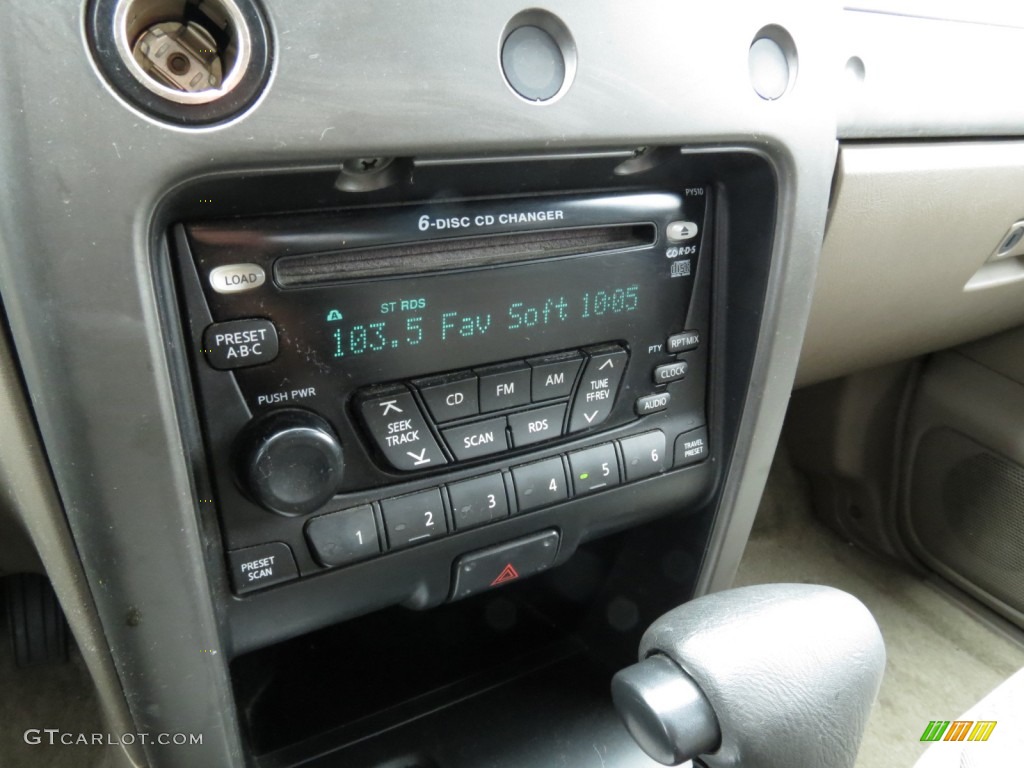 PY510
6-DISC CD CHANGER
LOAD
CD R·D·S
PRESET
A·B·C
ST RDS
A
103.5 Fav Soft 10:05
PTY
RPT MIX
CLOCK
AUDIO
PUSH PWR
SEEK
TRACK
CD
FM
AM
TUNE
FF·REV
SCAN
RDS
TRAVEL
PRESET
1
2
3
4
5
6
PRESET
SCAN
GTCARLOT.COM